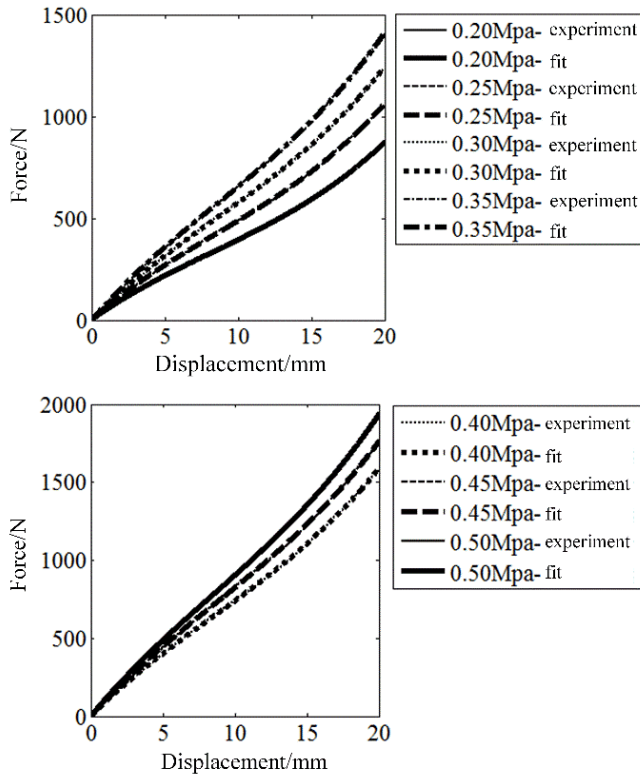 1500
1000
500
0
0 5 10 15 20
Force/N
Displacement/mm
0.20Mpa- experiment
0.20Mpa- fit
0.25Mpa- experiment
0.25Mpa- fit
0.30Mpa- experiment
0.30Mpa- fit
0.35Mpa- experiment
0.35Mpa- fit
2000
1500
1000
500
0
0 5 10 15 20
Force/N
Displacement/mm
0.40Mpa- experiment
0.40Mpa- fit
0.45Mpa- experiment
0.45Mpa- fit
0.50Mpa- experiment
0.50Mpa- fit